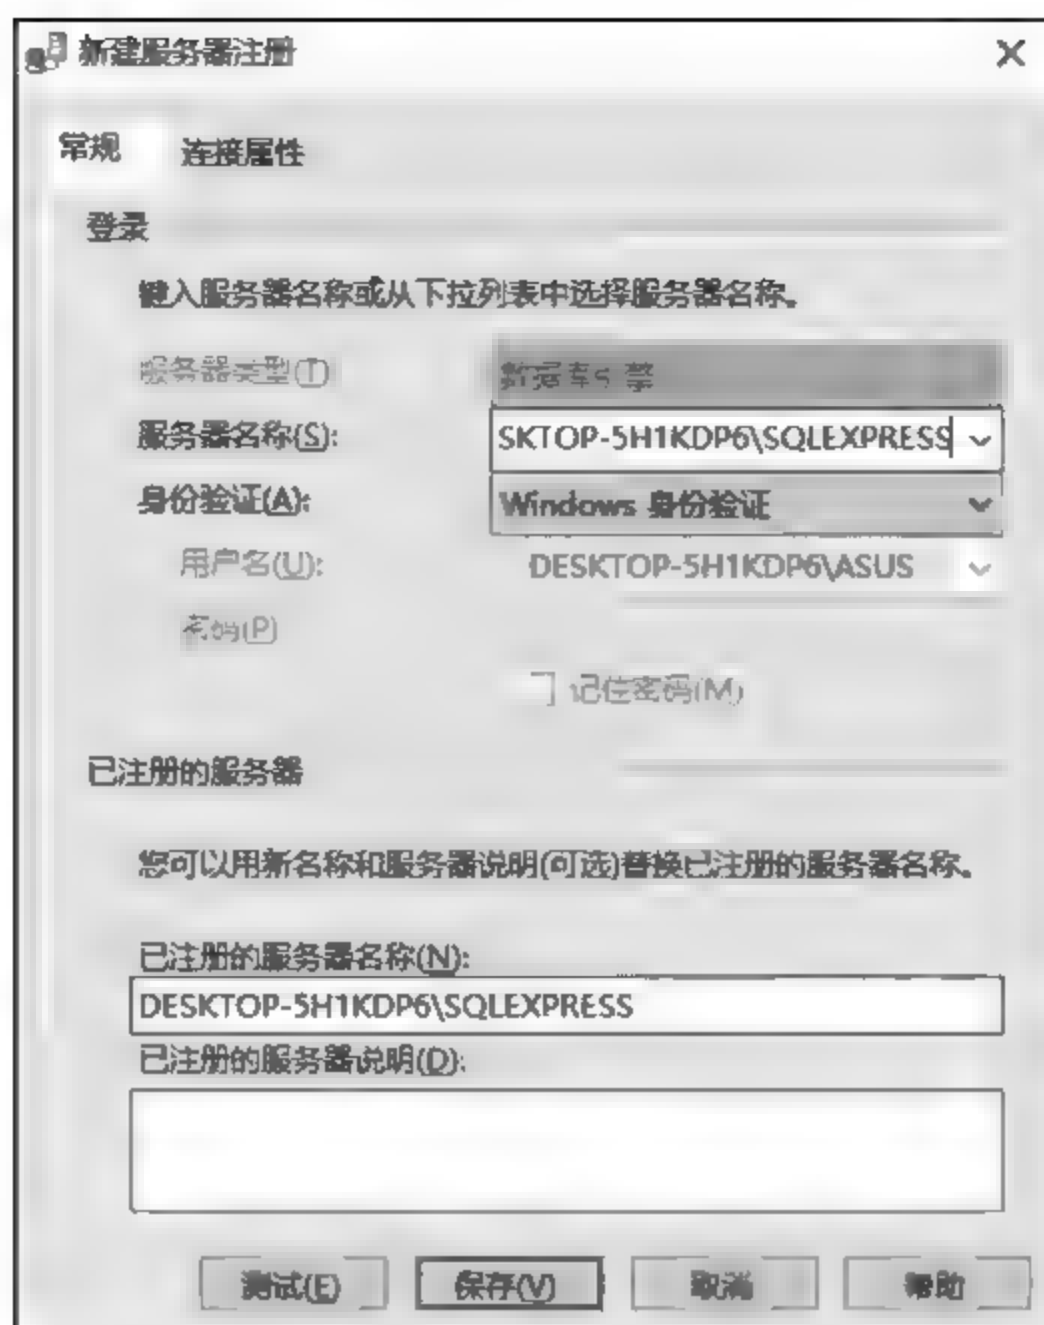 新建服务器注册
常规 连接属性
登录
键入服务器名称或从下拉列表中选择服务器名称。
服务器类型(T)
服务器名称(S): SKTOP-5H1KDP6\SQLEXPRESS
身份验证(A): Windows 身份验证
用户名(U): DESKTOP-5H1KDP6\ASUS
密码(P)
记住密码(M)
已注册的服务器
您可以用新名称和服务器说明(可选)替换已注册的服务器名称。
已注册的服务器名称(N):
DESKTOP-5H1KDP6\SQLEXPRESS
已注册的服务器说明(D):
测试(E) 保存(V) 取消 帮助